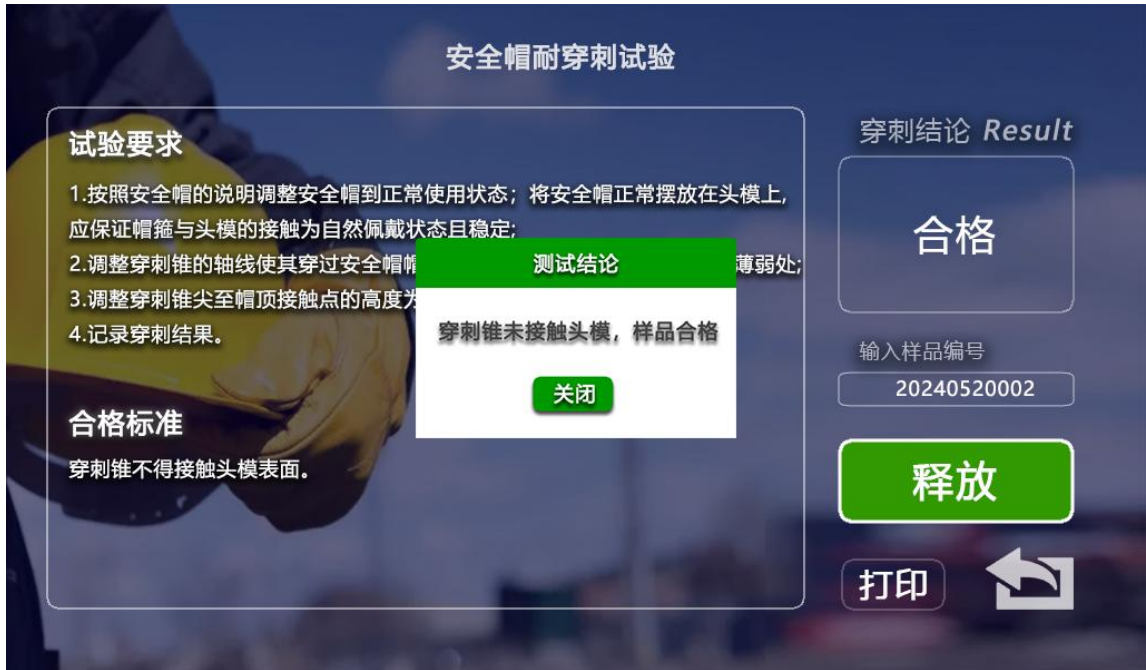 安全帽耐穿刺试验
试验要求
1.按照安全帽的说明调整安全帽到正常使用状态；将安全帽正常摆放在头模上，
应保证帽箍与头模的接触为自然佩戴状态且稳定;
2.调整穿刺锥的轴线使其穿过安全帽帽
薄弱处;
3.调整穿刺锥尖至帽顶接触点的高度为
4.记录穿刺结果。
合格标准
穿刺锥不得接触头模表面。
测试结论
穿刺锥未接触头模，样品合格
关闭
穿刺结论 Result
合格
输入样品编号
20240520002
释放
打印